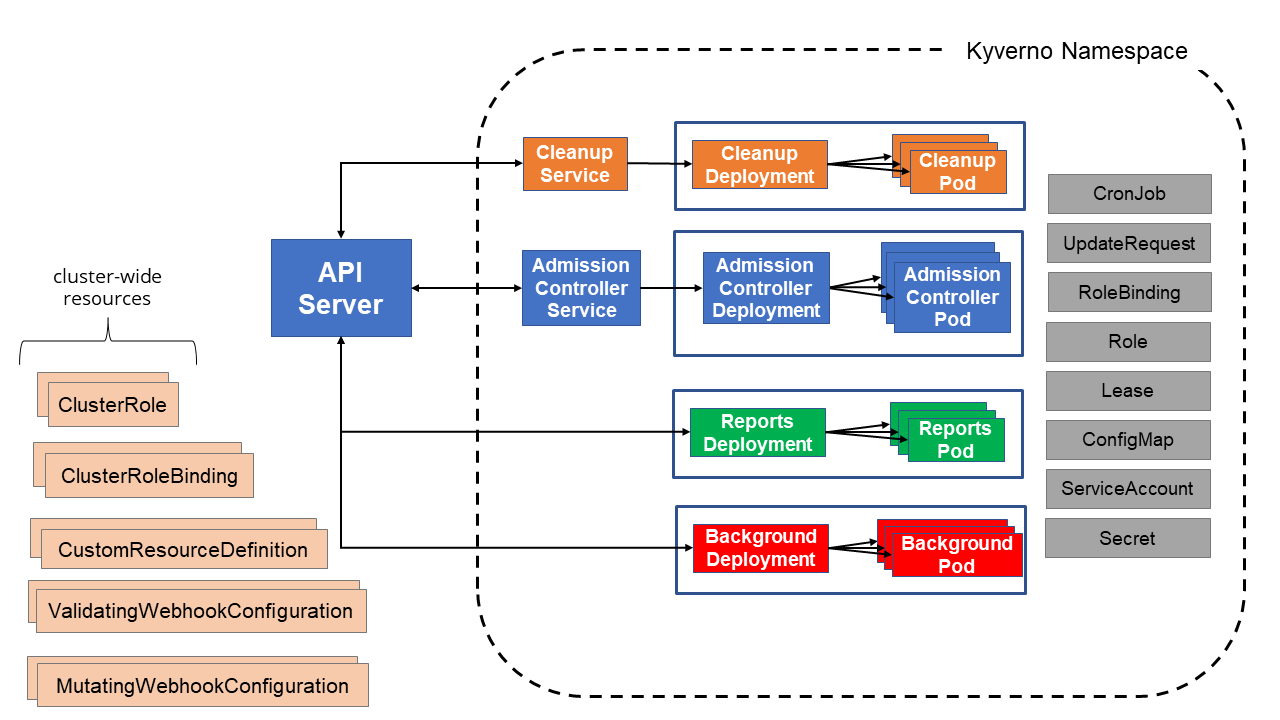 Kyverno Namespace
Cleanup
Service
Cleanup
Deployment
Cleanup
Pod
API
Server
Admission
Controller
Service
Admission
Controller
Deployment
Admission
Controller
Pod
Reports
Deployment
Reports
Pod
Background
Deployment
Background
Pod
CronJob
UpdateRequest
RoleBinding
Role
Lease
ConfigMap
ServiceAccount
Secret
cluster-wide
resources
ClusterRole
ClusterRoleBinding
CustomResourceDefinition
ValidatingWebhookConfiguration
MutatingWebhookConfiguration